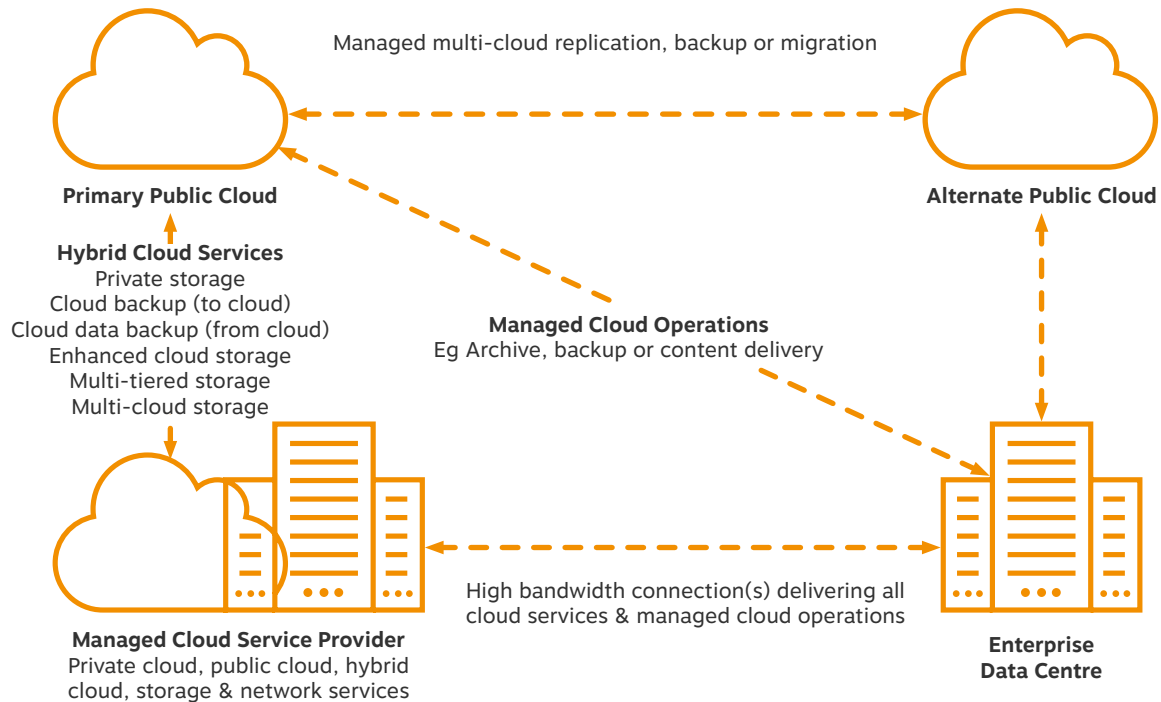 Managed multi-cloud replication, backup or migration
Primary Public Cloud
Alternate Public Cloud
Hybrid Cloud Services
Private storage
Cloud backup (to cloud)
Cloud data backup (from cloud)
Enhanced cloud storage
Multi-tiered storage
Multi-cloud storage
Managed Cloud Operations
Eg Archive, backup or content delivery
High bandwidth connection(s) delivering all
cloud services & managed cloud operations
Managed Cloud Service Provider
Private cloud, public cloud, hybrid
cloud, storage & network services
Enterprise
Data Centre